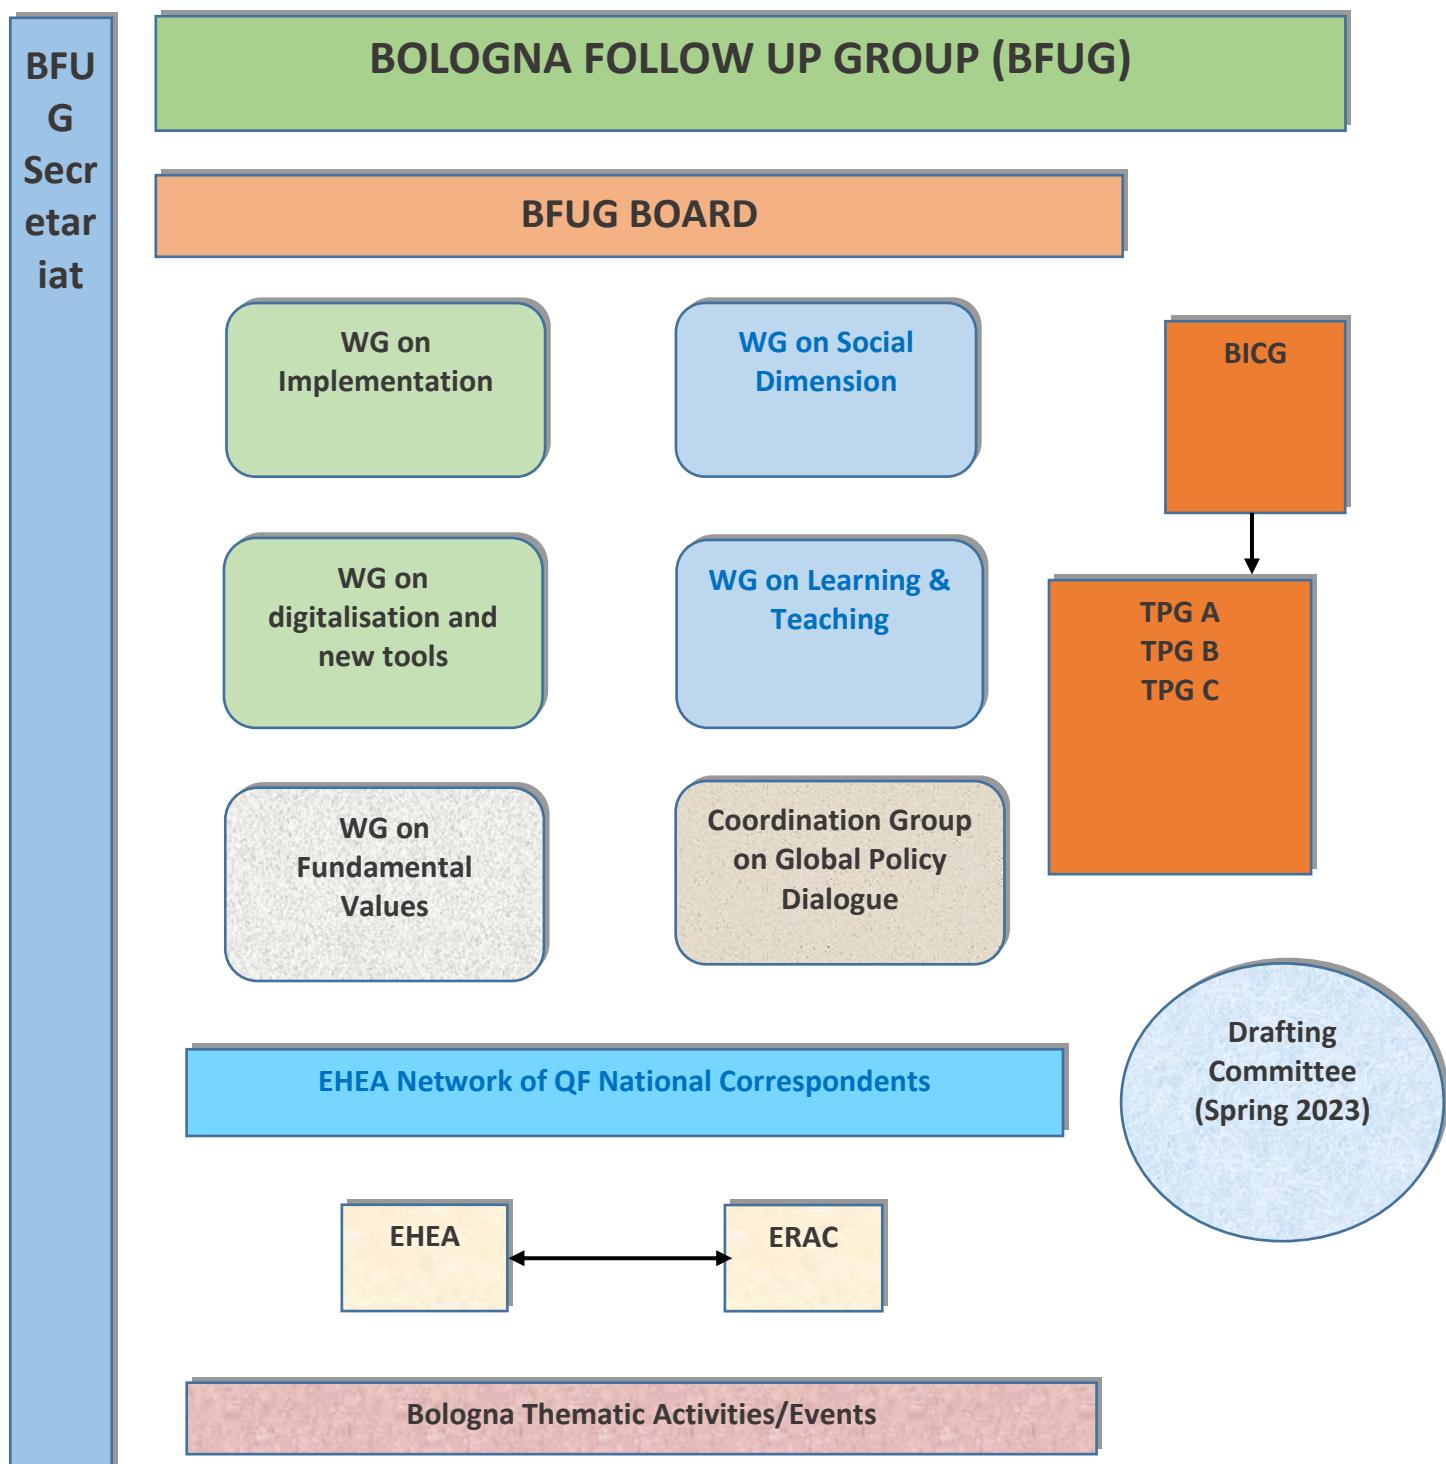 BFU
G
Secr
etar
iat
BOLOGNA FOLLOW UP GROUP (BFUG)
BFUG BOARD
WG on
Implementation
WG on Social
Dimension
BICG
WG on
digitalisation and
new tools
WG on Learning &
Teaching
TPG A
TPG B
TPG C
WG on
Fundamental
Values
Coordination Group
on Global Policy
Dialogue
Drafting
Committee
(Spring 2023)
EHEA Network of QF National Correspondents
EHEA
ERAC
Bologna Thematic Activities/Events